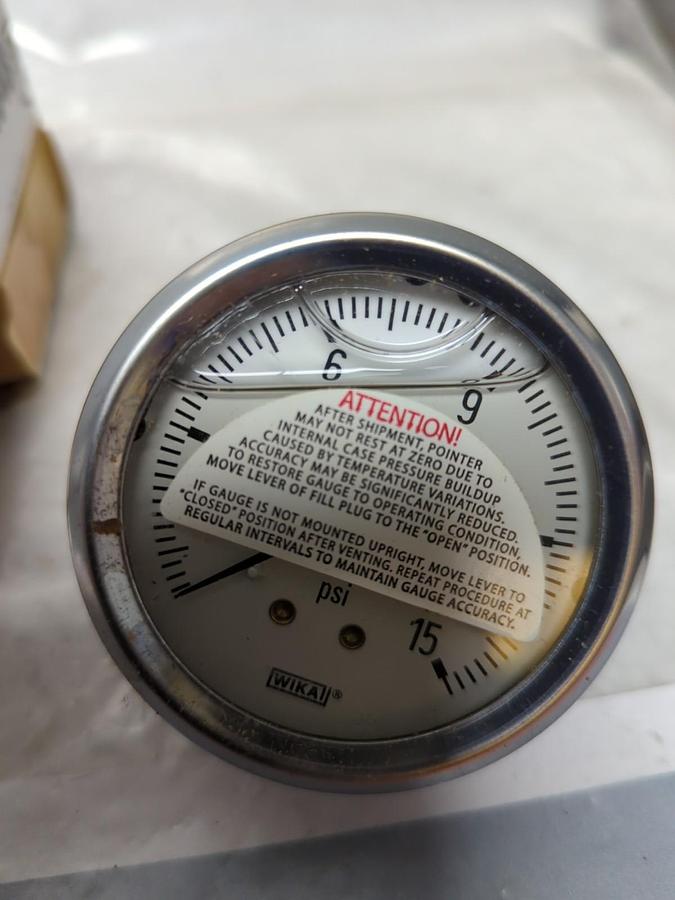 6
9
ATTENTION!
AFTER SHIPMENT, POINTER
MAY NOT REST AT ZERO DUE TO
INTERNAL CASE PRESSURE BUILDUP
CAUSED BY TEMPERATURE VARIATIONS.
ACCURACY MAY BE SIGNIFICANTLY REDUCED.
TO RESTORE GAUGE TO OPERATING CONDITION,
MOVE LEVER OF FILL PLUG TO THE "OPEN" POSITION.
IF GAUGE IS NOT MOUNTED UPRIGHT, MOVE LEVER TO
"CLOSED" POSITION AFTER VENTING. REPEAT PROCEDURE AT
REGULAR INTERVALS TO MAINTAIN GAUGE ACCURACY.
psi
15
WIKA®